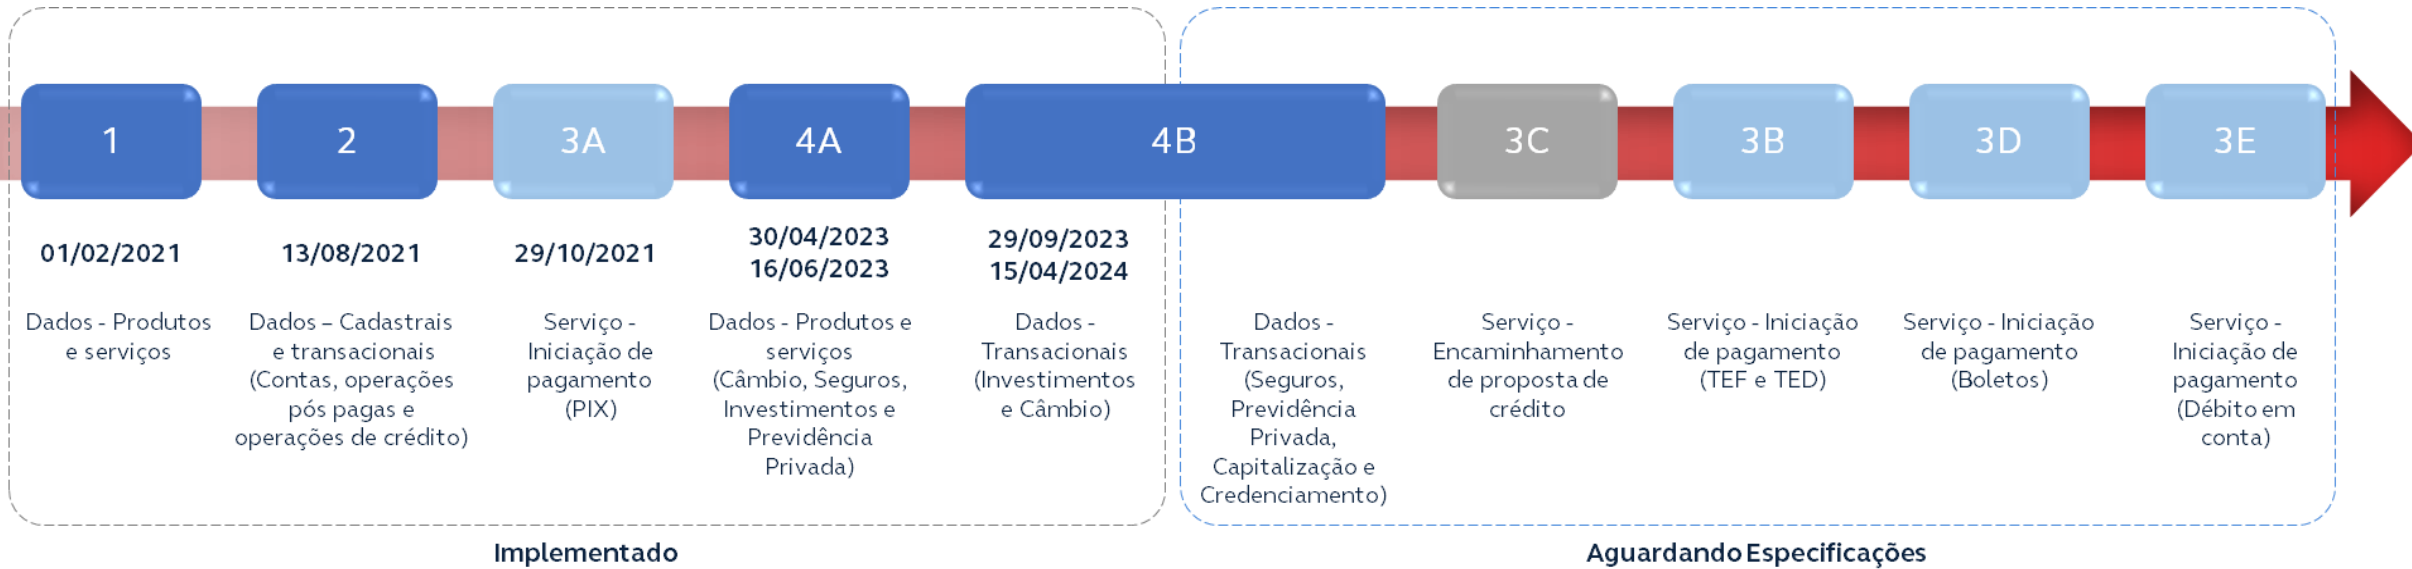 1
2
3A
4A
4B
3C
3B
3D
3E
01/02/2021
13/08/2021
29/10/2021
30/04/2023
16/06/2023
29/09/2023
15/04/2024
Dados - Produtos
e serviços
Dados – Cadastrais
e transacionais
(Contas, operações
pós pagas e
operações de crédito)
Serviço -
Iniciação de
pagamento
(PIX)
Dados - Produtos e
serviços
(Câmbio, Seguros,
Investimentos e
Previdência
Privada)
Dados -
Transacionais
(Investimentos
e Câmbio)
Dados -
Transacionais
(Seguros,
Previdência
Privada,
Capitalização e
Credenciamento)
Serviço -
Encaminhamento
de proposta de
crédito
Serviço - Iniciação
de pagamento
(TEF e TED)
Serviço - Iniciação
de pagamento
(Boletos)
Serviço -
Iniciação de
pagamento
(Débito em
conta)
Implementado
Aguardando Especificações